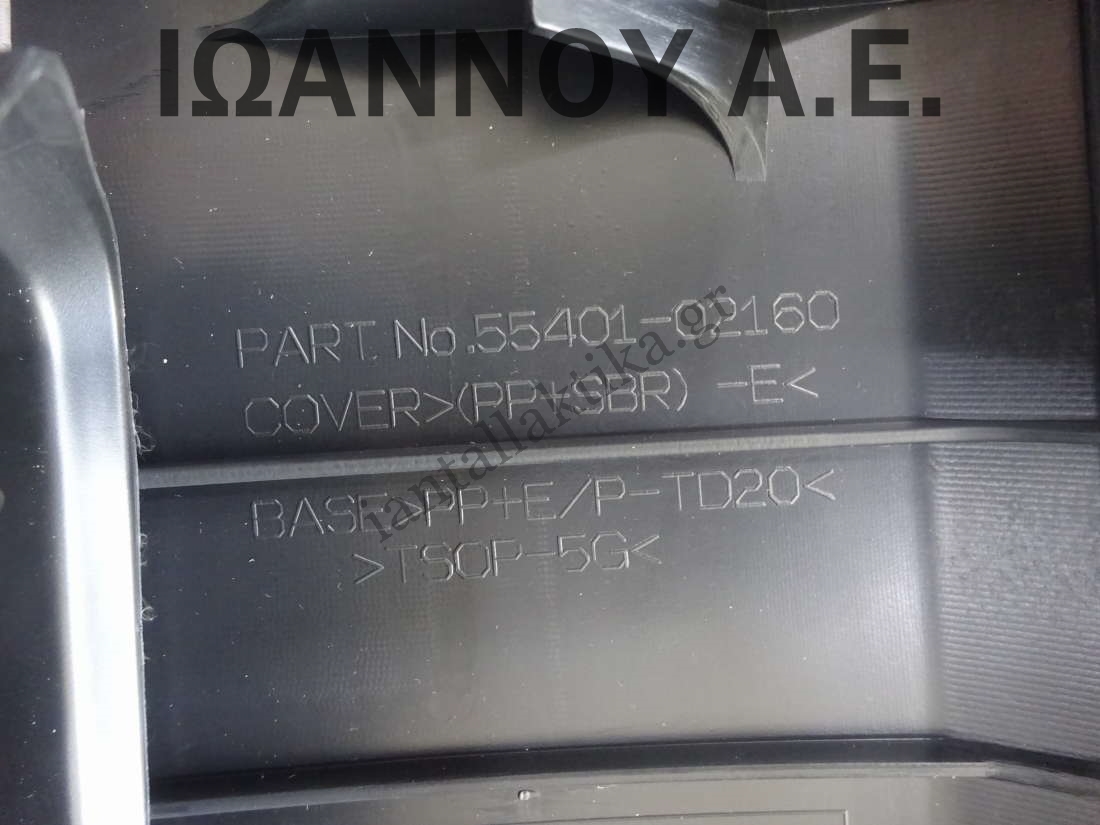 ΙΩΑΝΝΟΥ Α.Ε.
PART. No.55401-02160
COVER>(PP+SBR) -E<
iantallaktika.gr
BASE>PP+E/P-TD20<
>TSOP-5G<